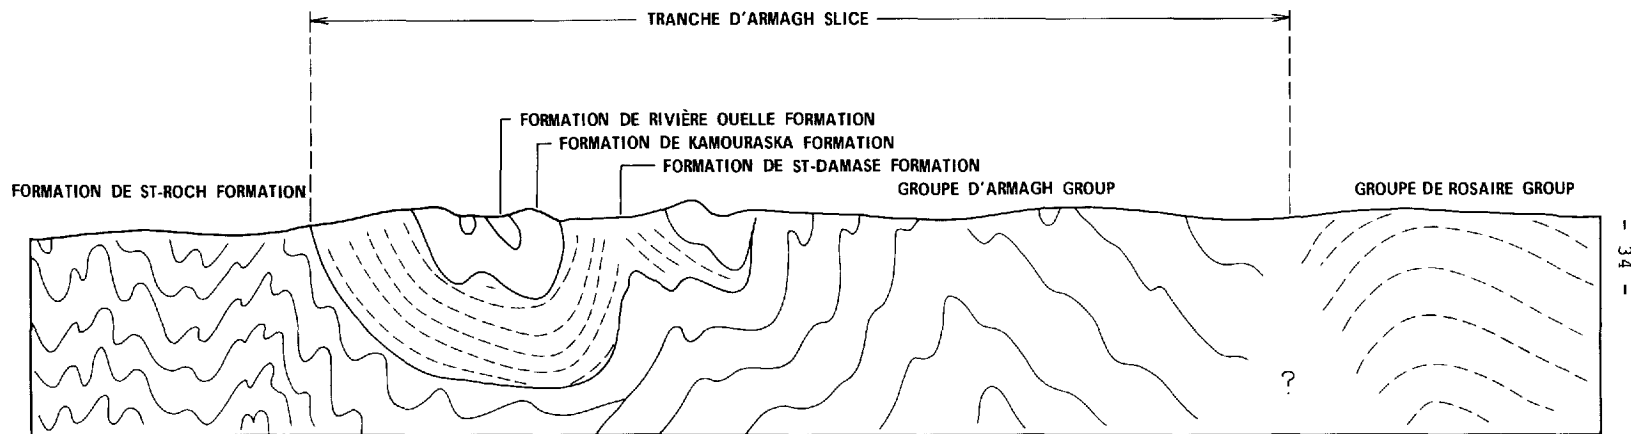 TRANCHE D'ARMAGH SLICE
FORMATION DE RIVIÈRE OUELLE FORMATION
FORMATION DE KAMOURASKA FORMATION
FORMATION DE ST-DAMASE FORMATION
FORMATION DE ST-ROCH FORMATION
GROUPE D'ARMAGH GROUP
GROUPE DE ROSAIRE GROUP
?
- 34 -